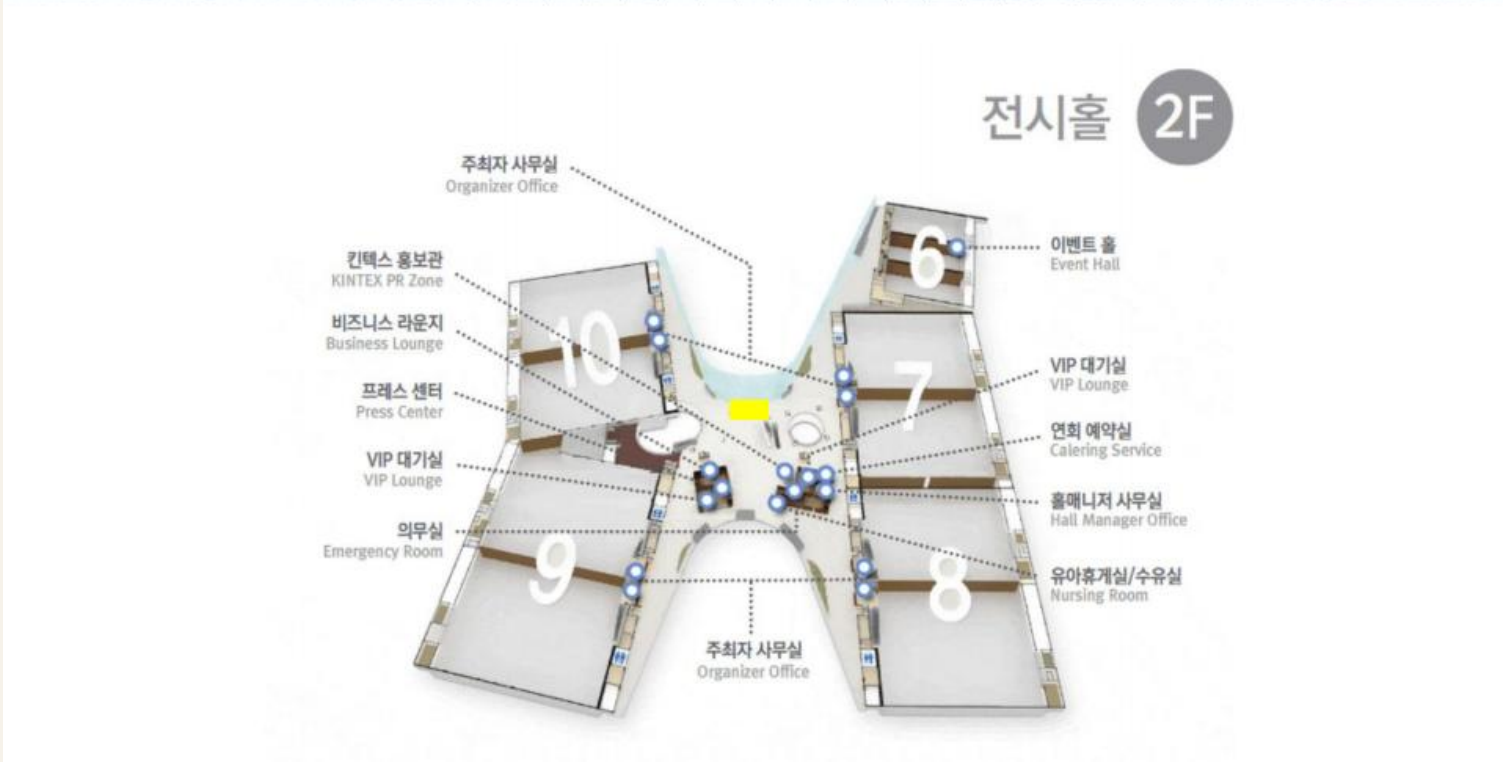 전시홀 2F
주최자 사무실
Organizer Office
킨텍스 홍보관
KINTEX PR Zone
비즈니스 라운지
Business Lounge
프레스 센터
Press Center
VIP 대기실
VIP Lounge
의무실
Emergency Room
이벤트 홀
Event Hall
VIP 대기실
VIP Lounge
연회 예약실
Calering Service
홀매니저 사무실
Hall Manager Office
유아휴게실/수유실
Nursing Room
주최자 사무실
Organizer Office
6
10
7
9
8